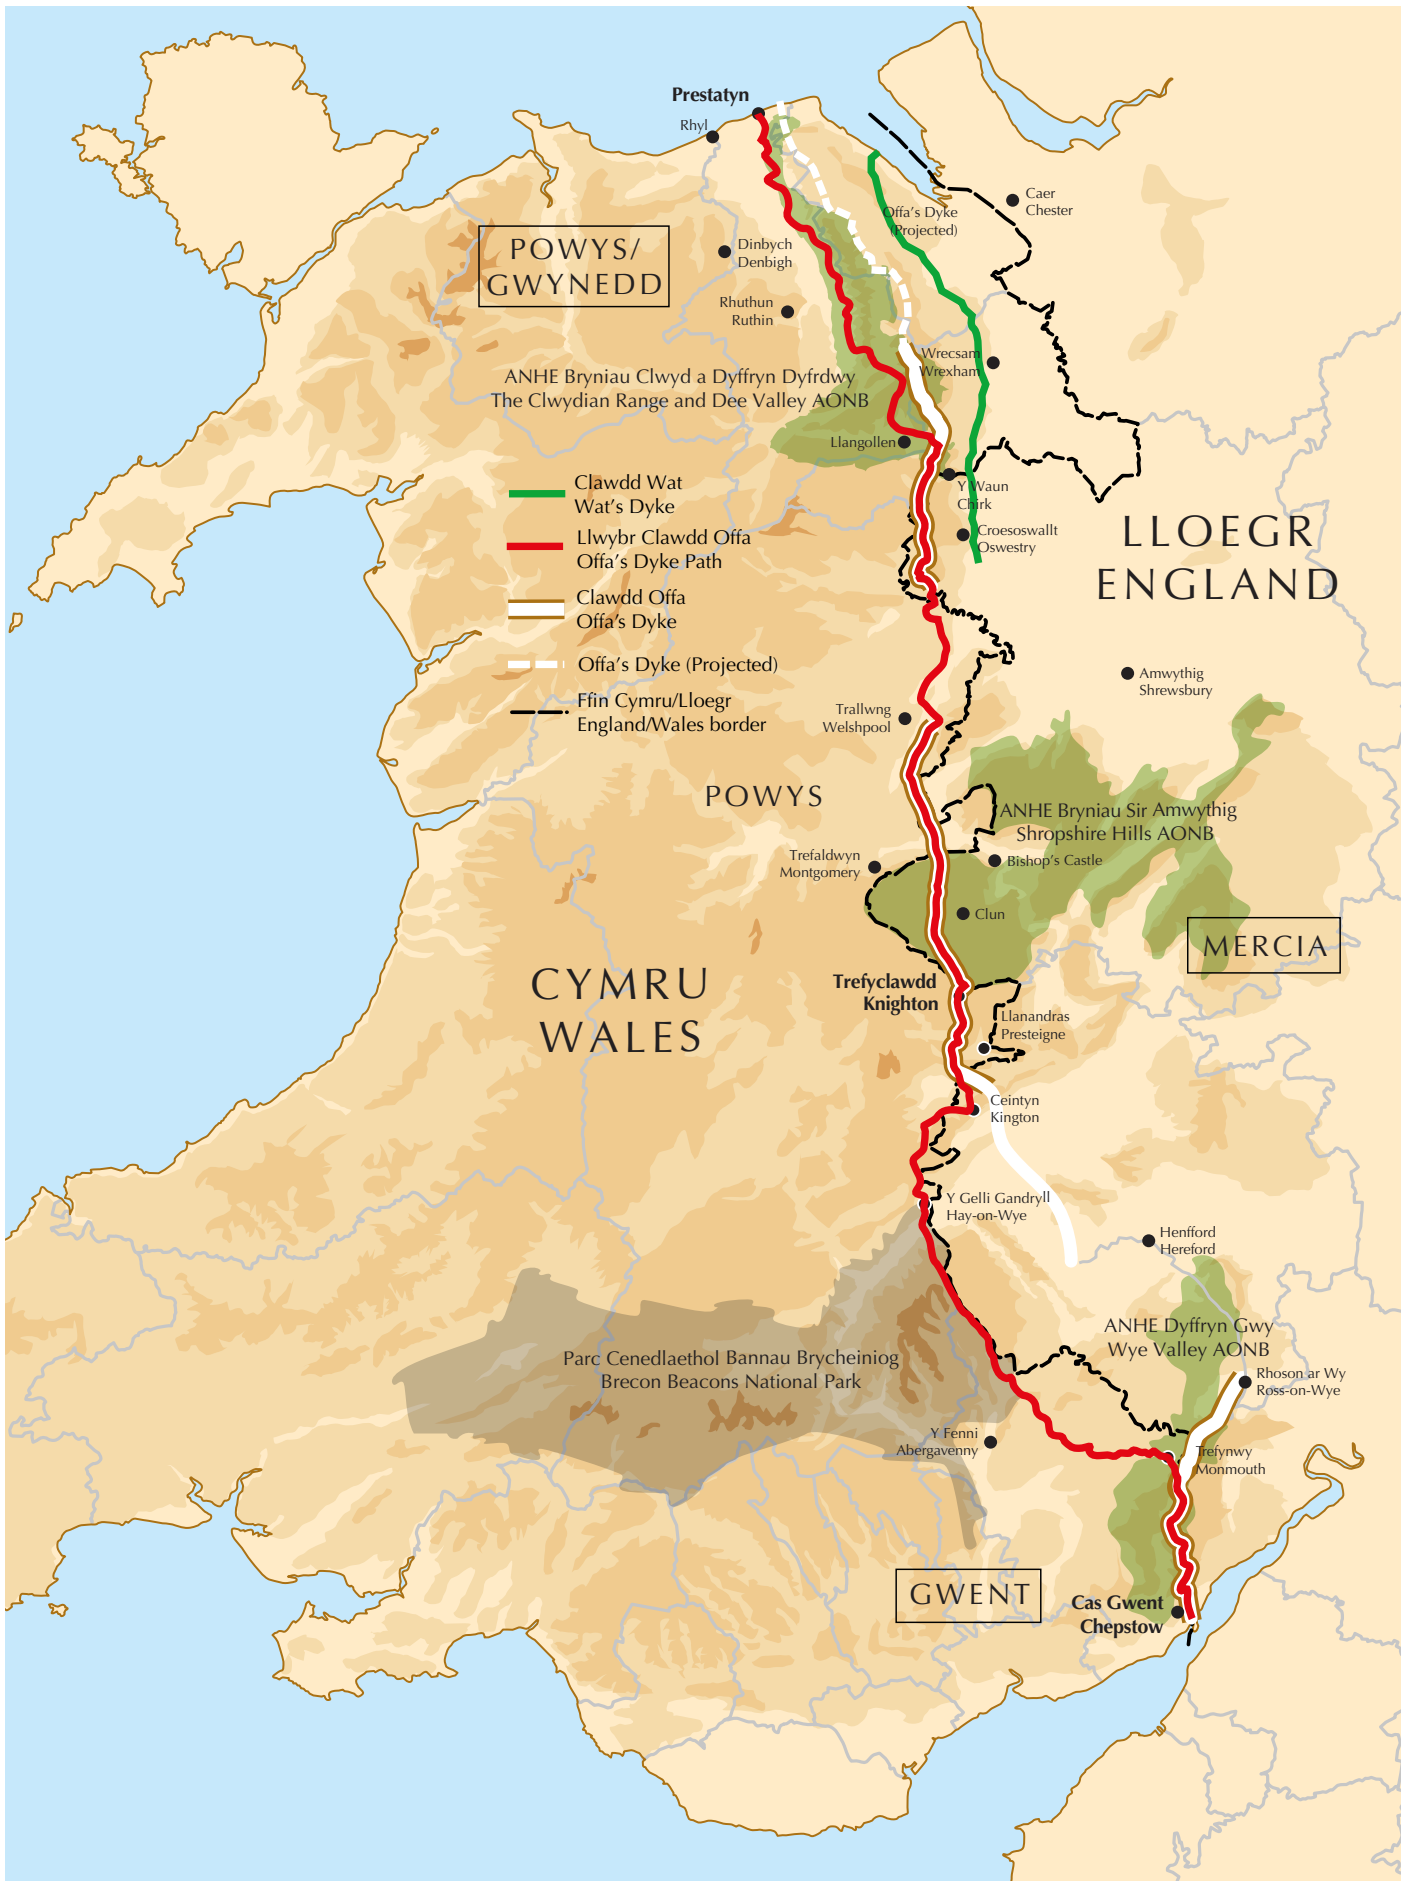 Prestatyn
Rhyl
Caer
Chester
Offa's Dyke
(Projected)
POWYS/
GWYNEDD
Dinbych
Denbigh
Rhuthun
Ruthin
Wrecsam
Wrexham
ANHE Bryniau Clwyd a Dyffryn Dyfrdwy
The Clwydian Range and Dee Valley AONB
Llangollen
Y Waun
Chirk
Croesoswallt
Oswestry
LLOEGR
ENGLAND
Clawdd Wat
Wat's Dyke
Llwybr Clawdd Offa
Offa's Dyke Path
Clawdd Offa
Offa's Dyke
Offa's Dyke (Projected)
Ffin Cymru/Lloegr
England/Wales border
Amwythig
Shrewsbury
Trallwng
Welshpool
POWYS
ANHE Bryniau Sir Amwythig
Shropshire Hills AONB
Trefaldwyn
Montgomery
Bishop's Castle
Clun
MERCIA
CYMRU
WALES
Trefyclawdd
Knighton
Llanandras
Presteigne
Ceintyn
Kington
Y Gelli Gandryll
Hay-on-Wye
Henfford
Hereford
ANHE Dyffryn Gwy
Wye Valley AONB
Parc Cenedlaethol Bannau Brycheiniog
Brecon Beacons National Park
Rhoson ar Wy
Ross-on-Wye
Y Fenni
Abergavenny
Trefynwy
Monmouth
GWENT
Cas Gwent
Chepstow